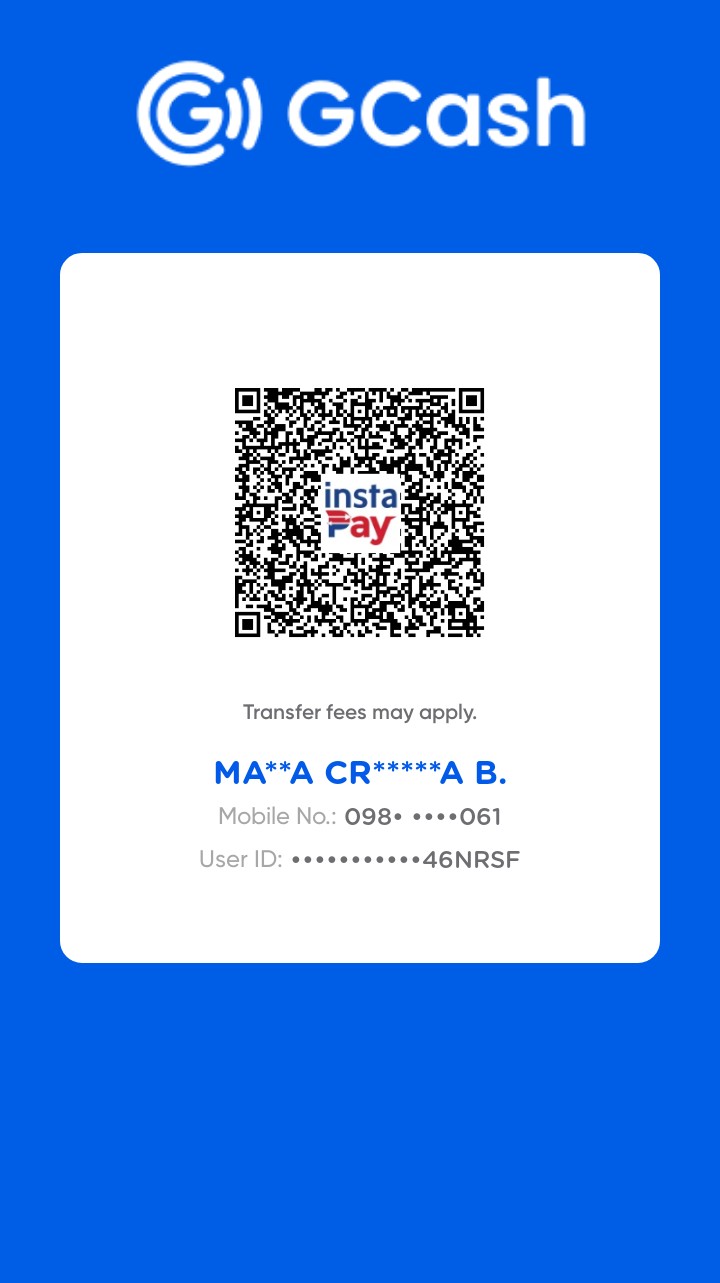 GCash
insta
Pay
Transfer fees may apply.
MA**A CR*****A B.
Mobile No.: 098• ••••061
User ID: •••••••••••46NRSF